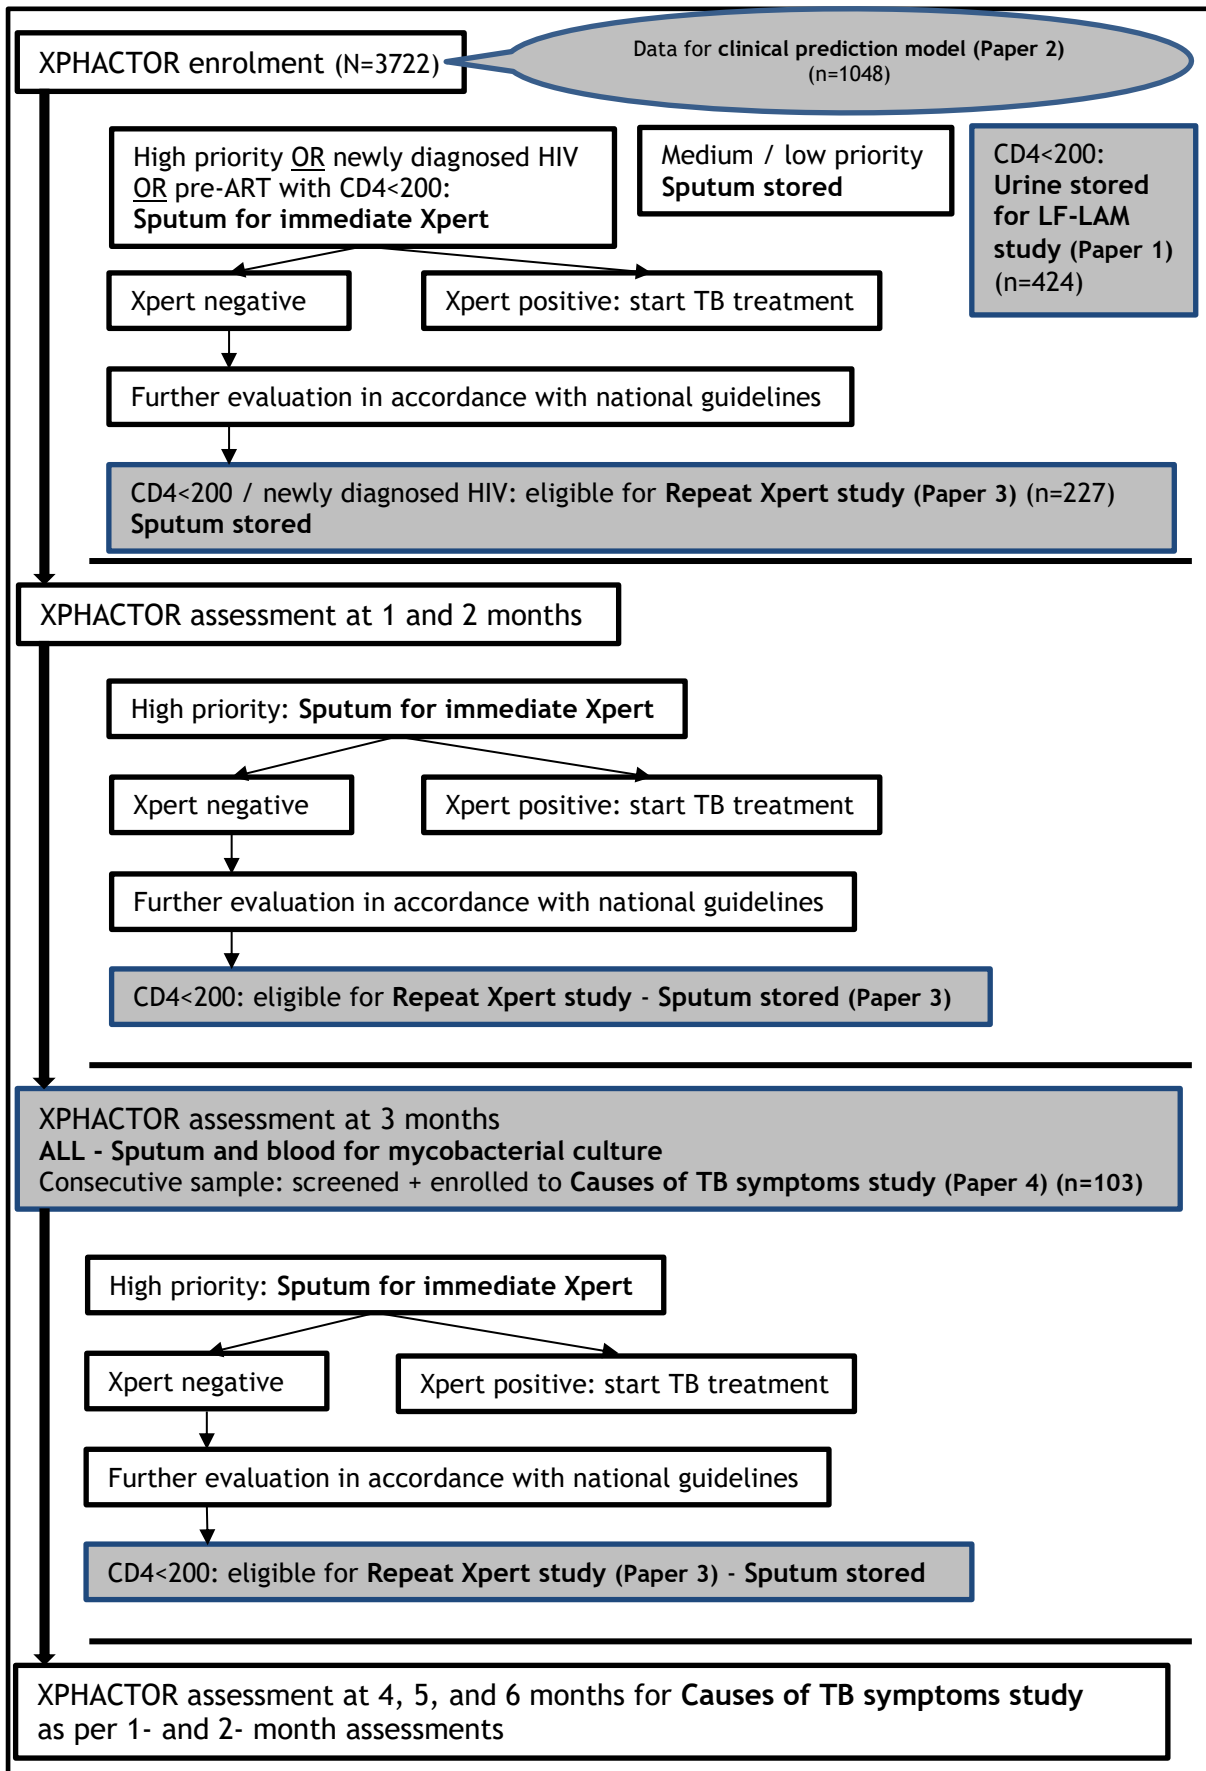 XPHACTOR enrolment (N=3722)
Data for clinical prediction model (Paper 2)
(n=1048)
High priority OR newly diagnosed HIV
OR pre-ART with CD4<200:
Sputum for immediate Xpert
Medium / low priority
Sputum stored
CD4<200:
Urine stored
for LF-LAM
study (Paper 1)
(n=424)
Xpert negative
Xpert positive: start TB treatment
Further evaluation in accordance with national guidelines
CD4<200 / newly diagnosed HIV: eligible for Repeat Xpert study (Paper 3) (n=227)
Sputum stored
XPHACTOR assessment at 1 and 2 months
High priority: Sputum for immediate Xpert
Xpert negative
Xpert positive: start TB treatment
Further evaluation in accordance with national guidelines
CD4<200: eligible for Repeat Xpert study - Sputum stored (Paper 3)
XPHACTOR assessment at 3 months
ALL - Sputum and blood for mycobacterial culture
Consecutive sample: screened + enrolled to Causes of TB symptoms study (Paper 4) (n=103)
High priority: Sputum for immediate Xpert
Xpert negative
Xpert positive: start TB treatment
Further evaluation in accordance with national guidelines
CD4<200: eligible for Repeat Xpert study (Paper 3) - Sputum stored
XPHACTOR assessment at 4, 5, and 6 months for Causes of TB symptoms study
as per 1- and 2- month assessments